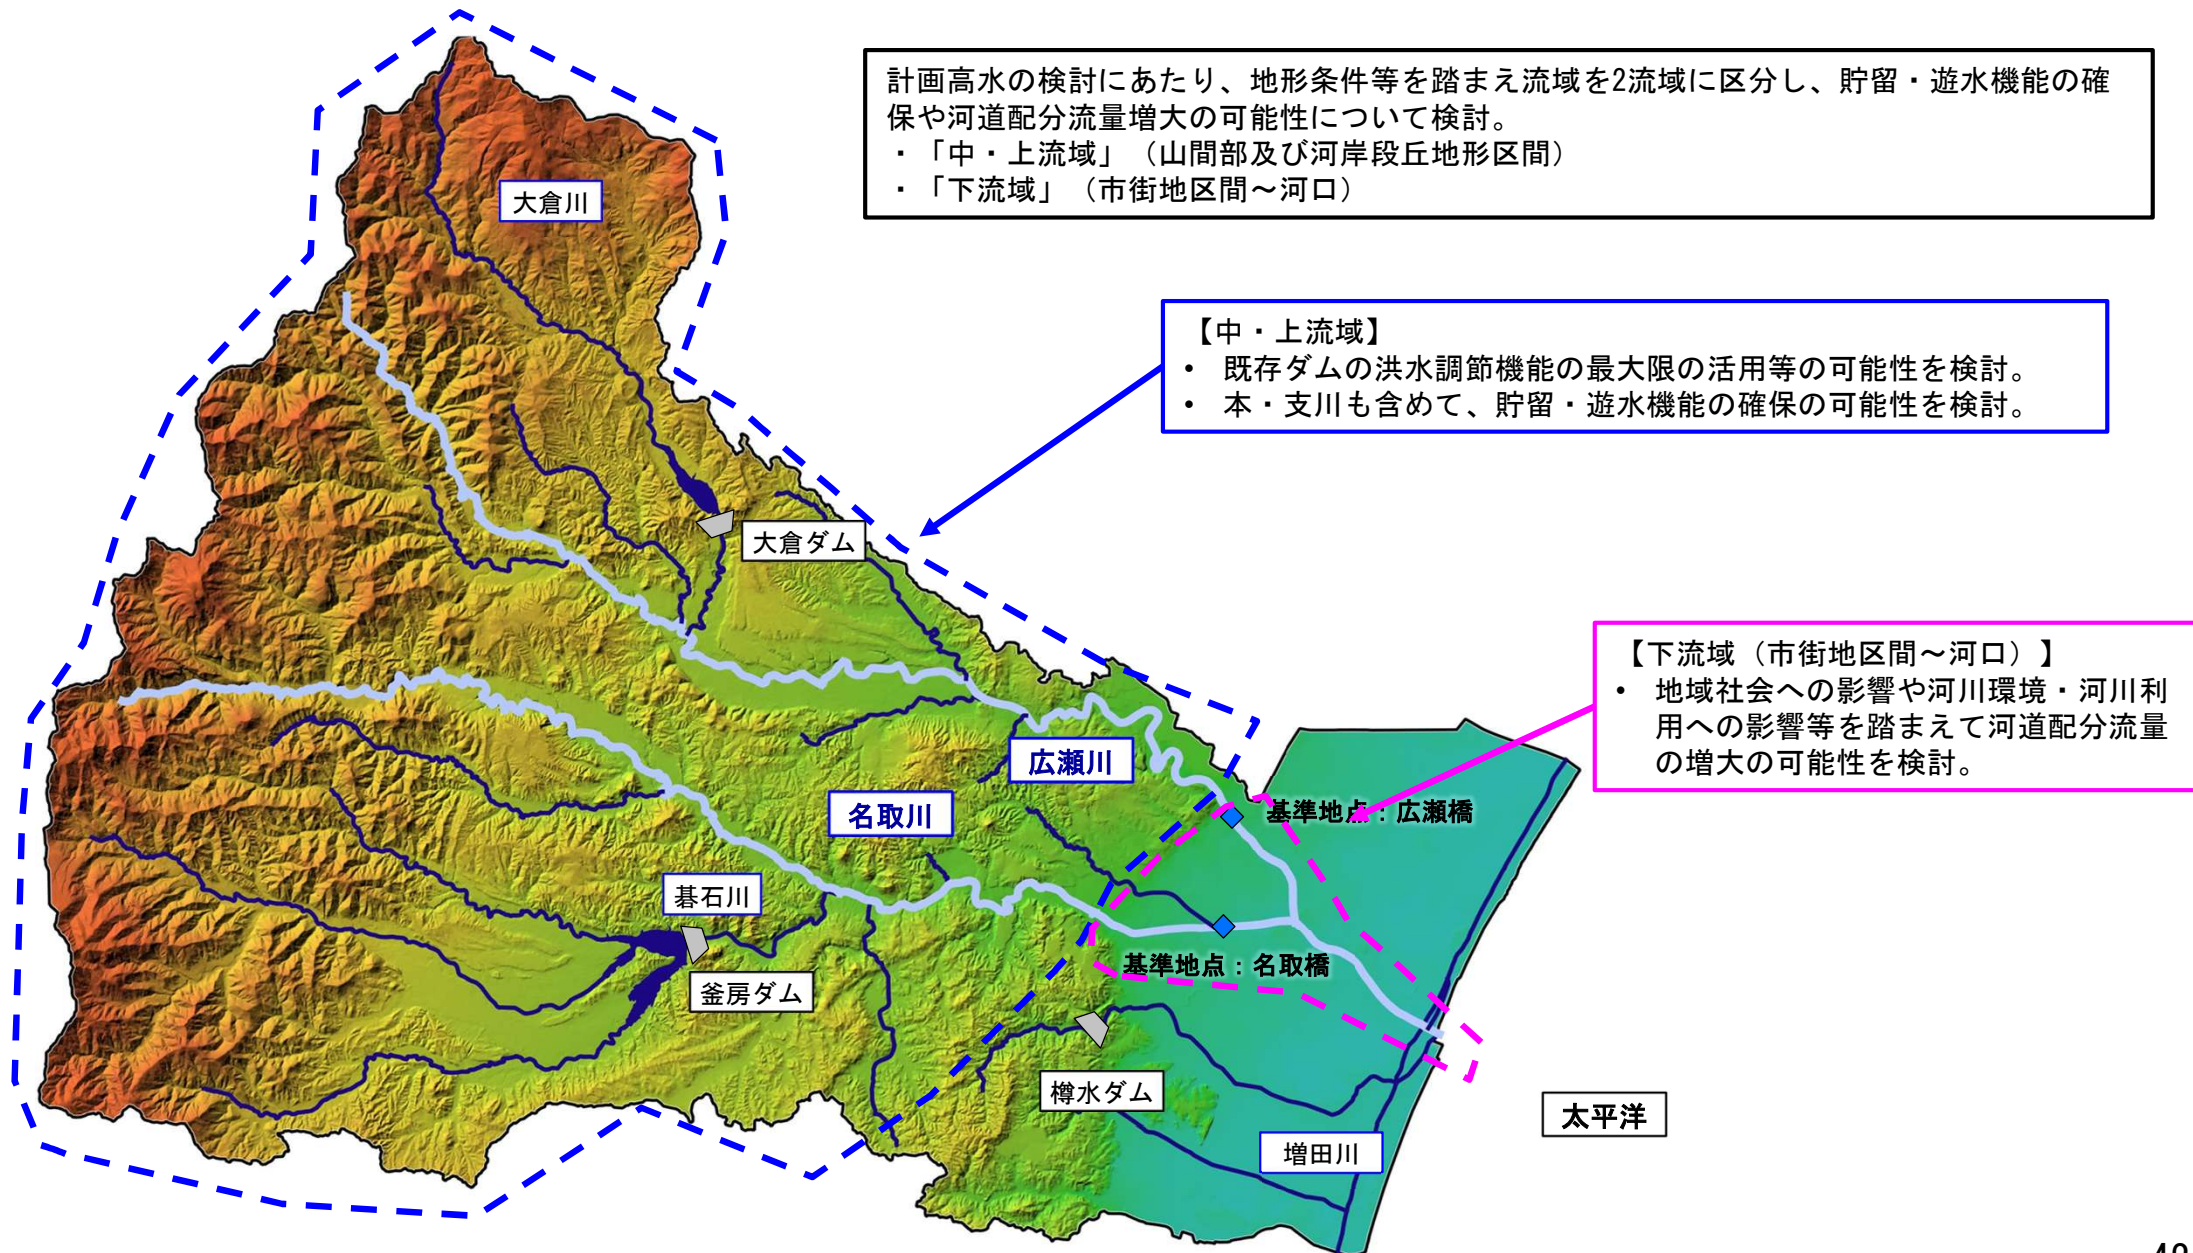 計画高水の検討にあたり、地形条件等を踏まえ流域を2流域に区分し、貯留・遊水機能の確
保や河道配分流量増大の可能性について検討。
・「中・上流域」（山間部及び河岸段丘地形区間）
・「下流域」（市街地区間～河口）
大倉川
【中・上流域】
• 既存ダムの洪水調節機能の最大限の活用等の可能性を検討。
• 本・支川も含めて、貯留・遊水機能の確保の可能性を検討。
大倉ダム
【下流域（市街地区間～河口）】
• 地域社会への影響や河川環境・河川利
用への影響等を踏まえて河道配分流量
の増大の可能性を検討。
広瀬川
名取川
基準地点：広瀬橋
碁石川
基準地点：名取橋
釜房ダム
樽水ダム
太平洋
増田川